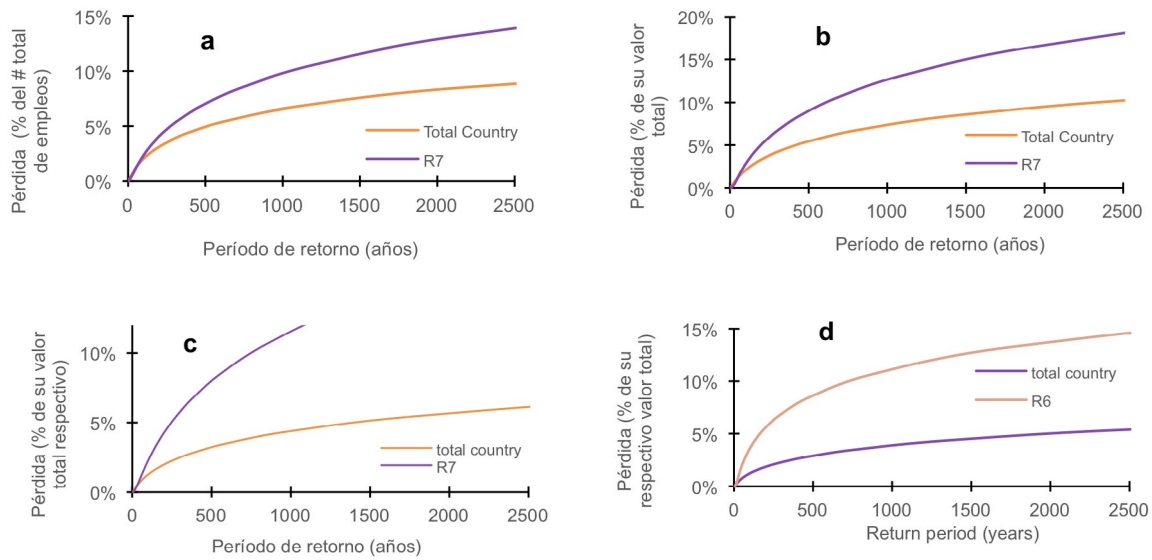 a
15%
10%
5%
0%
Pérdida (% del # total
de empleos)
Total Country
R7
0 500 1000 1500 2000 2500
Período de retorno (años)
b
20%
15%
10%
5%
0%
Pérdida (% de su valor
total)
Total Country
R7
0 500 1000 1500 2000 2500
Período de retorno (años)
c
10%
5%
0%
Pérdida (% de su valor
total respectivo)
total country
R7
0 500 1000 1500 2000 2500
Período de retorno (años)
d
15%
10%
5%
0%
Pérdida (% de su
respectivo valor total)
total country
R6
0 500 1000 1500 2000 2500
Return period (years)